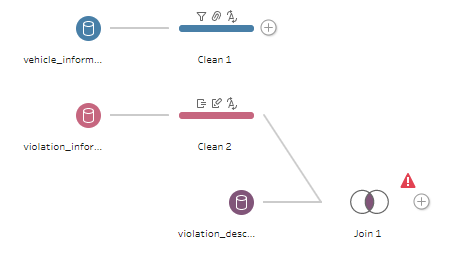 vehicle_inform...
Clean 1
violation_infor...
Clean 2
violation_desc...
Join 1